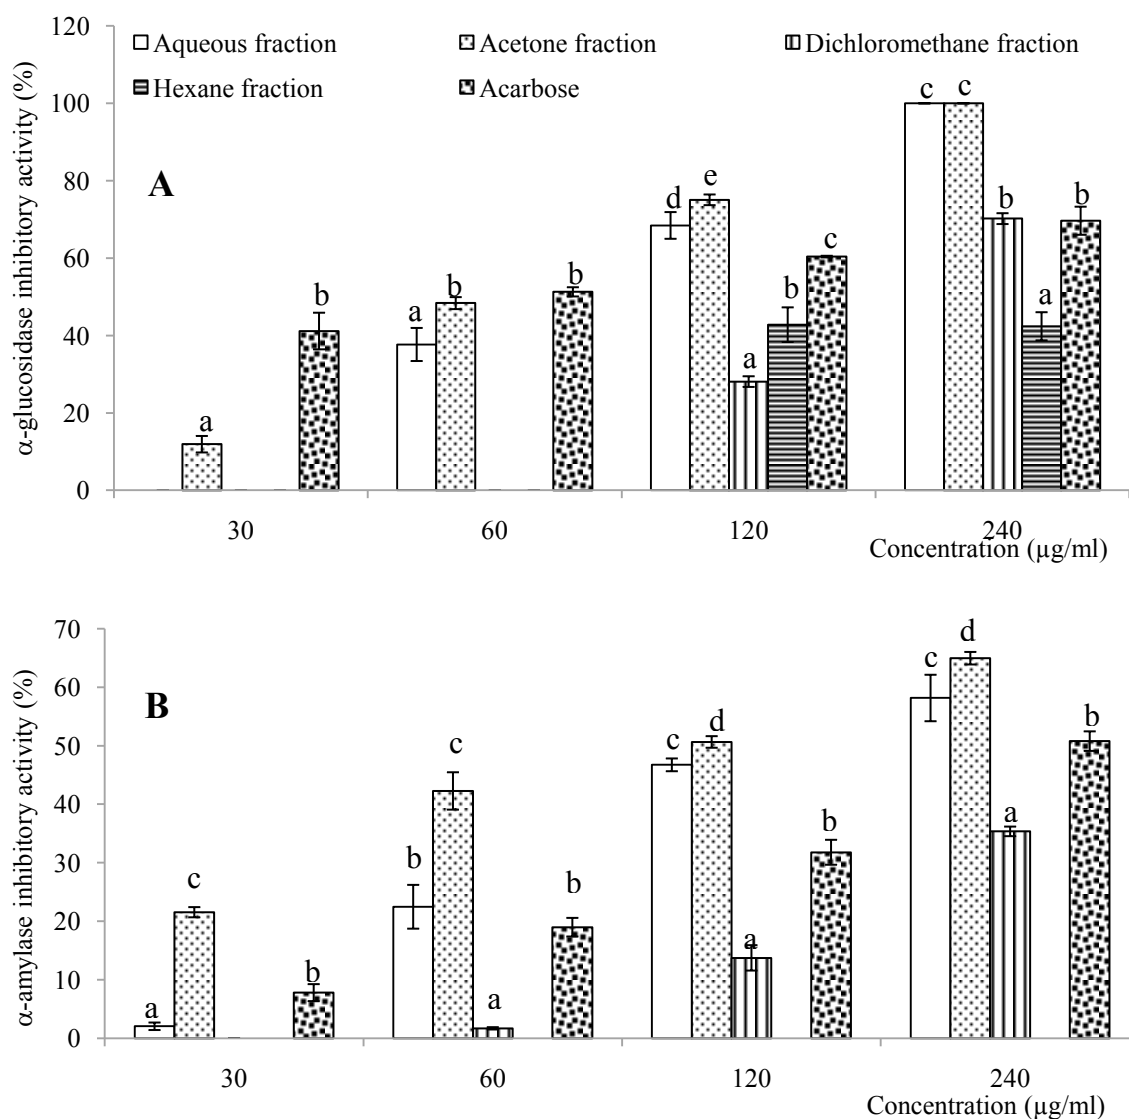 120
Aqueous fraction Acetone fraction Dichloromethane fraction
Hexane fraction Acarbose
α-glucosidase inhibitory activity (%)
100
80
60
40
20
0
A
a b
a b b
d e a b c
c c b a b
30 60 120 240
Concentration (µg/ml)
70
60
50
40
30
20
10
0
α-amylase inhibitory activity (%)
B
a c b
b c a b
c d a b
c d a b
30 60 120 240
Concentration (µg/ml)